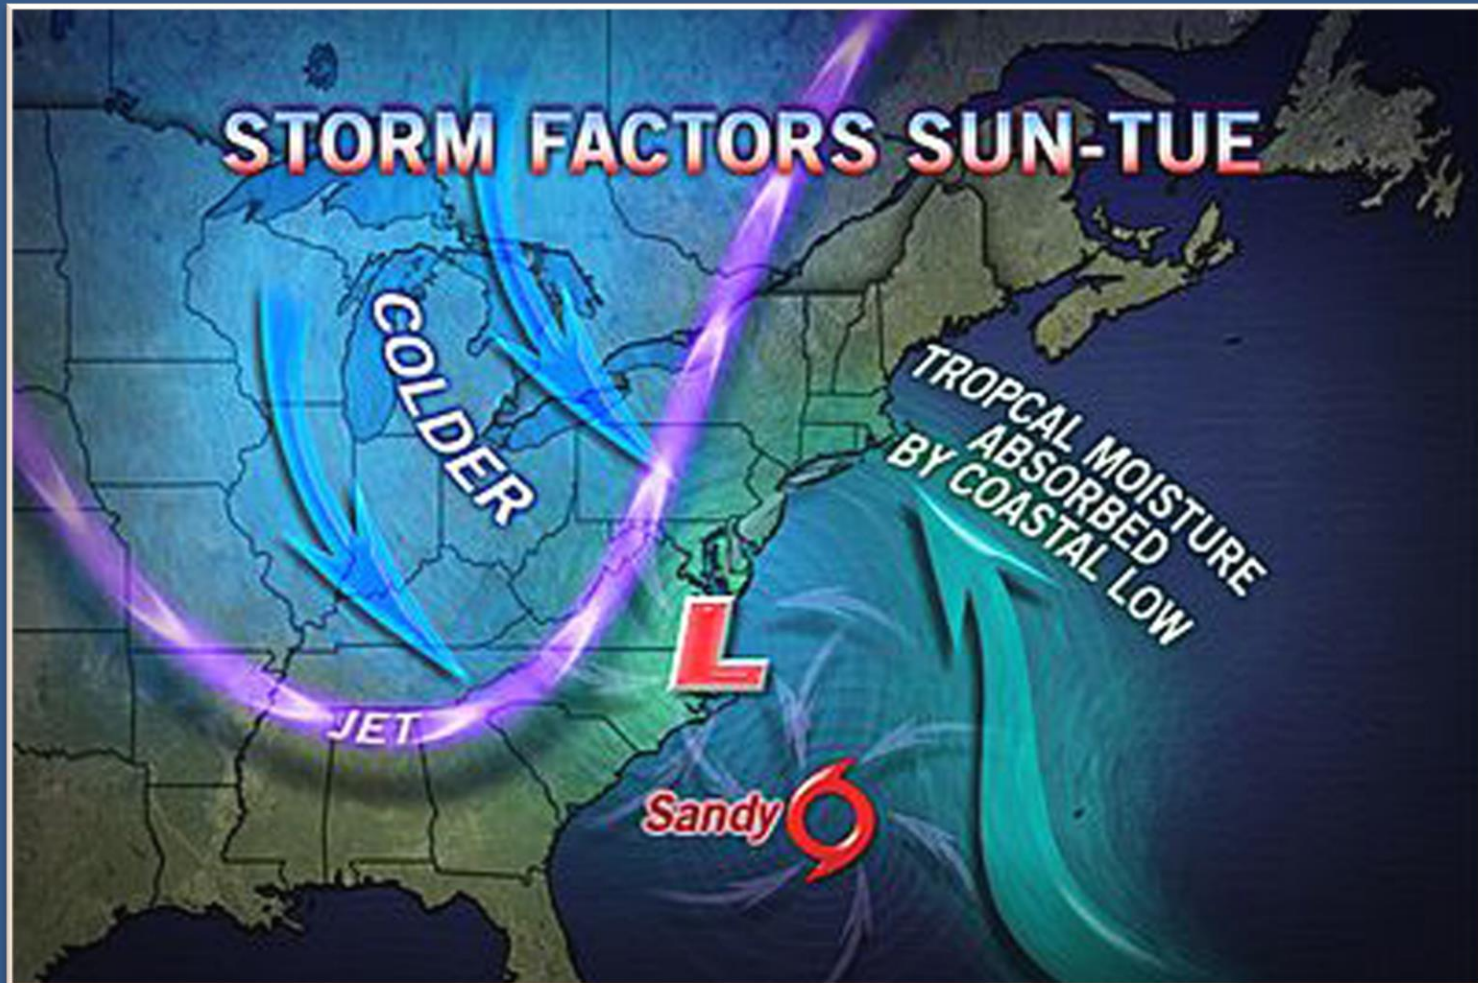 STORM FACTORS SUN-TUE
COLDER
TROPCAL MOISTURE
ABSORBED
BY COASTAL LOW
L
JET
Sandy